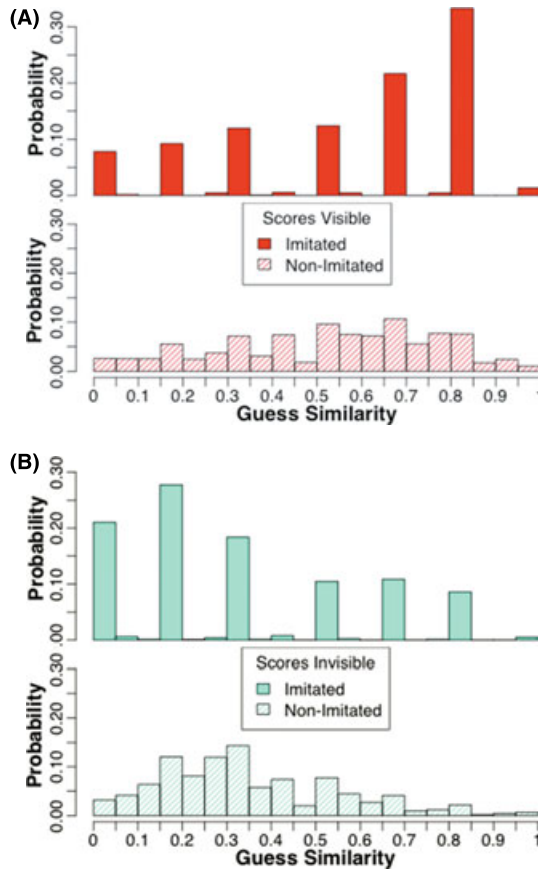 (A)
Probability
0.00 0.10 0.20 0.30
Scores Visible
Imitated
Non-Imitated
Probability
0.00 0.10 0.20 0.30
0 0.1 0.2 0.3 0.4 0.5 0.6 0.7 0.8 0.9 1
Guess Similarity
(B)
Probability
0.00 0.10 0.20 0.30
Scores Invisible
Imitated
Non-Imitated
Probability
0.00 0.10 0.20 0.30
0 0.1 0.2 0.3 0.4 0.5 0.6 0.7 0.8 0.9 1
Guess Similarity